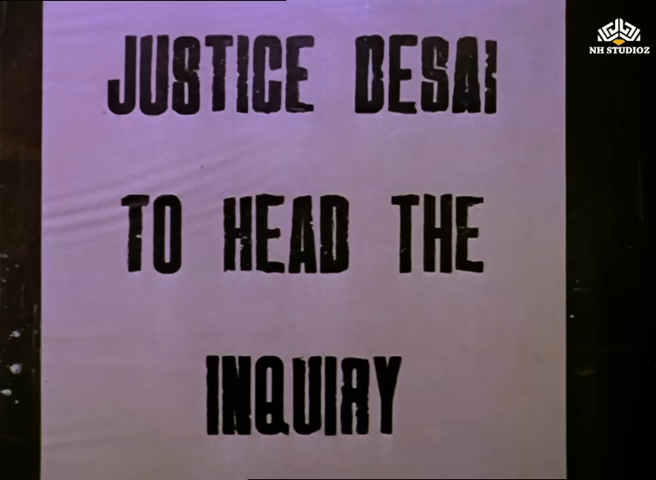 NH STUDIOZ
JUSTICE DESAI
TO HEAD THE
INQUIRY